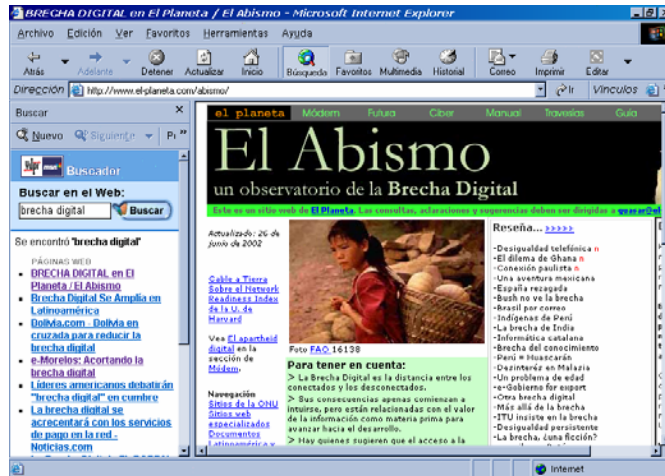 BRECHA DIGITAL en El Planeta / El Abismo - Microsoft Internet Explorer
Archivo Edición Ver Favoritos Herramientas Ayuda
Atrás Adelante Detener Actualizar Inicio Búsqueda Favoritos Multimedia Historial Correo Imprimir Editar
Dirección http://www.el-planeta.com/abismo/ Ir Vínculos
Buscar
Nuevo Siguiente
Buscador
Buscar en el Web:
brecha digital Buscar
Se encontró "brecha digital"
PÁGINAS WEB
BRECHA DIGITAL en El
Planeta / El Abismo
Brecha Digital Se Amplía en
Latinoamérica
Bolivia.com - Bolivia en
cruzada para reducir la
brecha digital
e-Morelos: Acortando la
brecha digital
Líderes americanos debatirán
"brecha digital" en cumbre
La brecha digital se
acrecentará con los servicios
de pago en la red -
Noticias.com
el planeta Módem Futura Ciber Manual Travesías Guía
El Abismo
un observatorio de la Brecha Digital
Este es un sitio web de El Planeta. Las consultas, aclaraciones y sugerencias deben ser dirigidas a
Actualizado: 26 de
junio de 2002
Cable a Tierra
Sobre el Network
Readiness Index
de la U. de
Harvard
Vea El apartheid
digital en la
sección de
Módem.
Navegación
Sitios de la ONU
Sitios web
especializados
Documentos
Latinoamérica y
Foto FAO 16138
Para tener en cuenta:
> La Brecha Digital es la distancia entre los
conectados y los desconectados.
> Sus consecuencias apenas comienzan a
intuirse, pero están relacionadas con el valor
de la información como materia prima para
avanzar hacia el desarrollo.
> Hay quienes sugieren que el acceso a la
Reseña... >>>>>
-Desigualdad telefónica n
-El dilema de Ghana n
-Conexión paulista n
-Una aventura mexicana
-España rezagada
-Bush no ve la brecha
-Brasil por correo
-Indígenas de Perú
-La brecha de India
-Informática catalana
-Brecha del conocimiento
-Perú = Huascarán
-Dezinteréz en Malazia
-Un problema de edad
-e-Gobierno for export
-Otra brecha digital
-Más allá de la brecha
-ITU insiste en la brecha
-Desigualdad persistente
-La brecha, ¿una ficción?
Internet